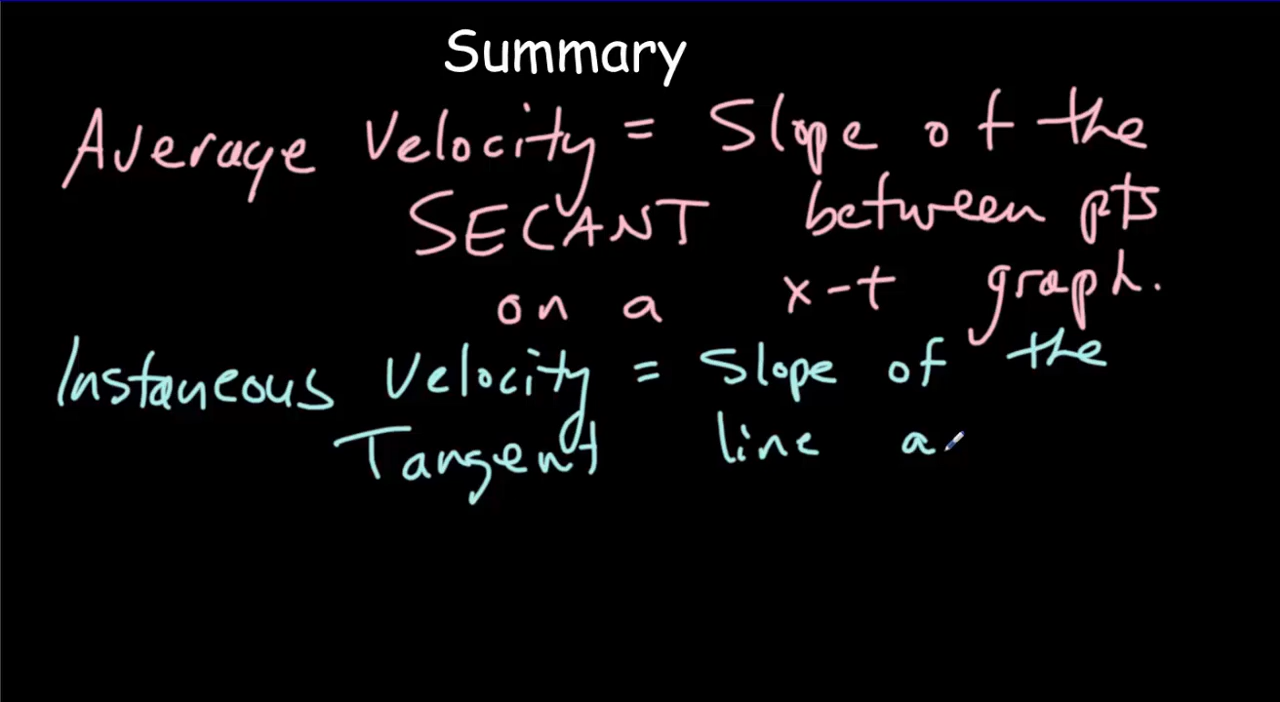 Summary
Average Velocity = Slope of the
SECANT between pts
on a x-t graph.
Instaneous Velocity = Slope of the
Tangent line a